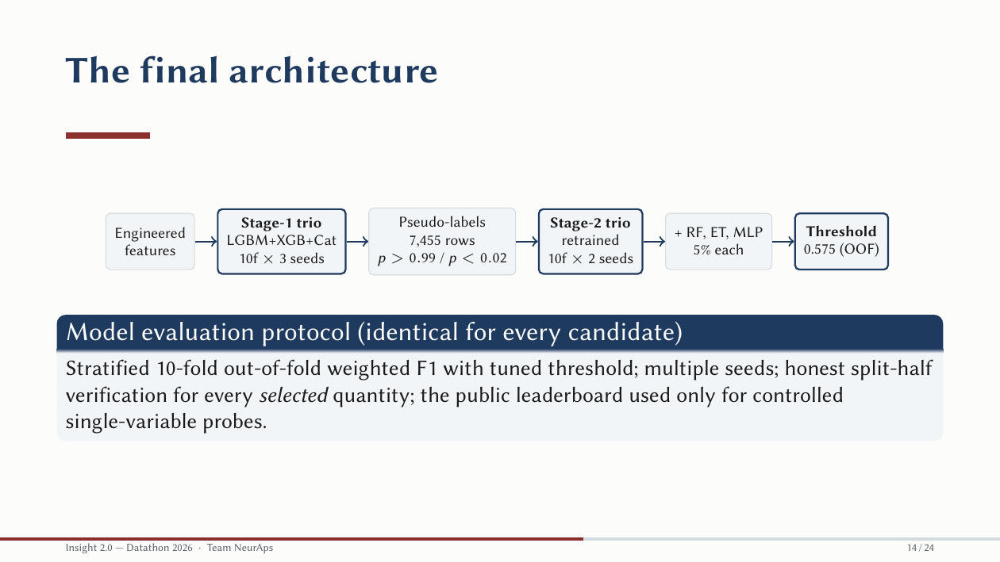 The final architecture
Engineered
features
Stage-1 trio
LGBM+XGB+Cat
10f × 3 seeds
Pseudo-labels
7,455 rows
p > 0.99 / p < 0.02
Stage-2 trio
retrained
10f × 2 seeds
+ RF, ET, MLP
5% each
Threshold
0.575 (OOF)
Model evaluation protocol (identical for every candidate)
Stratified 10-fold out-of-fold weighted F1 with tuned threshold; multiple seeds; honest split-half
verification for every selected quantity; the public leaderboard used only for controlled
single-variable probes.
Insight 2.0 — Datathon 2026 · Team NeurAps
14 / 24